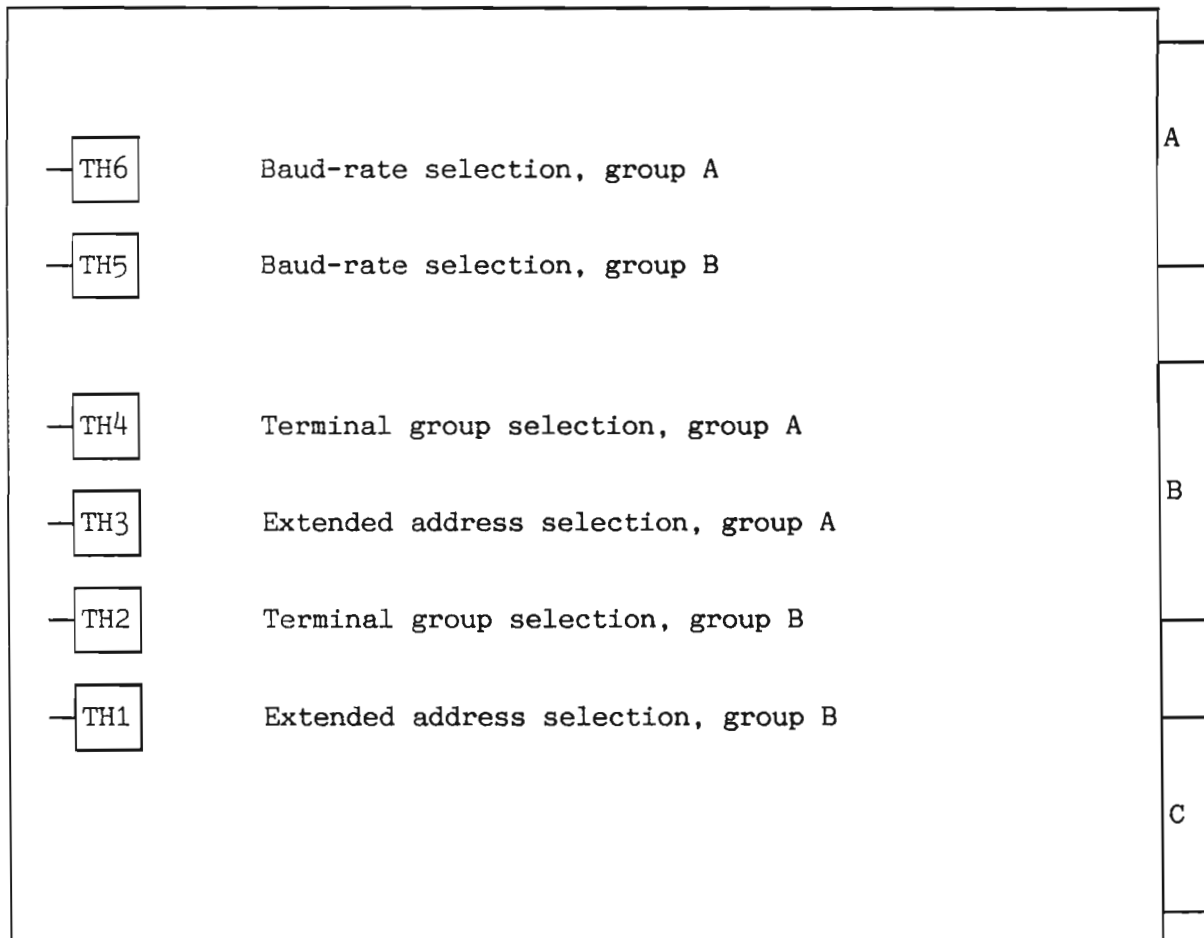 A
TH6 Baud-rate selection, group A
TH5 Baud-rate selection, group B
TH4 Terminal group selection, group A
B
TH3 Extended address selection, group A
TH2 Terminal group selection, group B
TH1 Extended address selection, group B
C